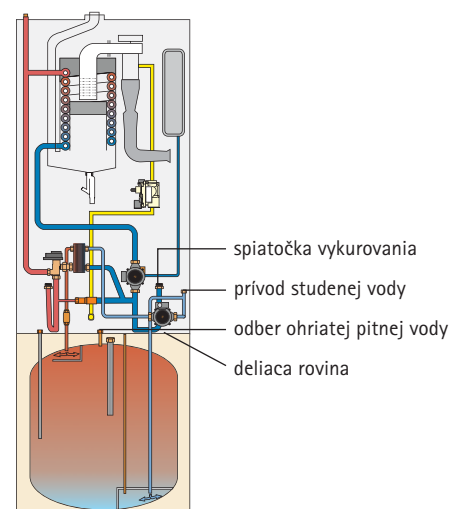 spiatočka vykurovania
prívod studenej vody
odber ohriatej pitnej vody
deliaca rovina